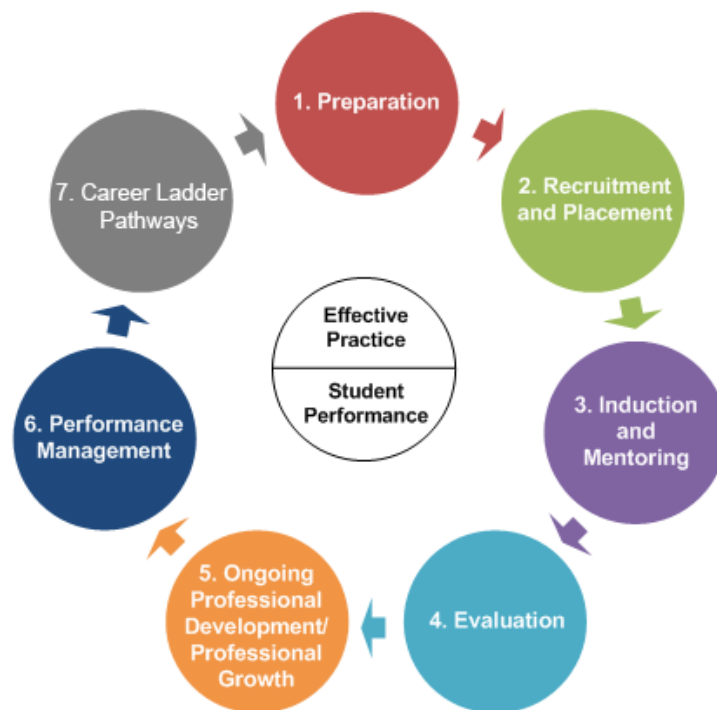 1. Preparation
2. Recruitment
and Placement
3. Induction
and
Mentoring
4. Evaluation
5. Ongoing
Professional
Development/
Professional
Growth
6. Performance
Management
7. Career Ladder
Pathways
Effective
Practice
Student
Performance